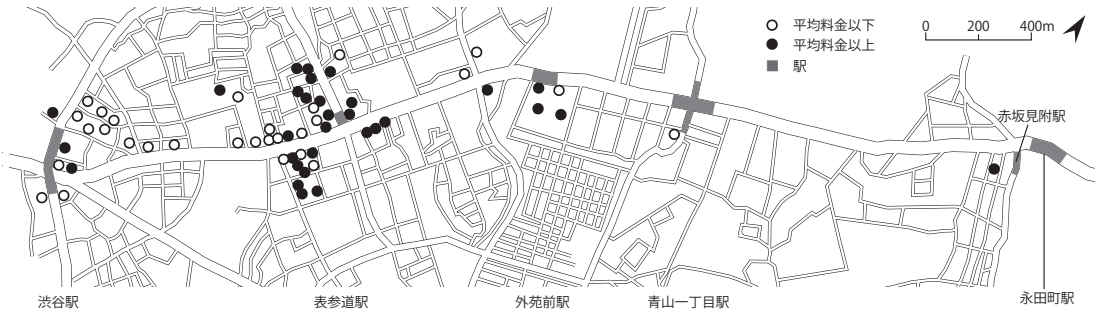 平均料金以下
平均料金以上
駅
0 200 400m
赤坂見附駅
渋谷駅
表参道駅
外苑前駅
青山一丁目駅
永田町駅